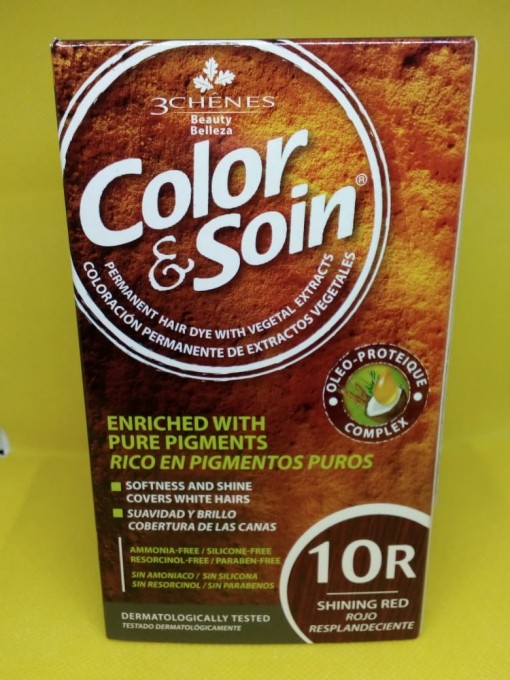 3CHÊNES
Beauty
Belleza
Color
& Soin®
PERMANENT HAIR DYE WITH VEGETAL EXTRACTS
COLORACIÓN PERMANENTE DE EXTRACTOS VEGETALES
• OLEO-PROTEIQUE •
COMPLEX
ENRICHED WITH
PURE PIGMENTS
RICO EN PIGMENTOS PUROS
SOFTNESS AND SHINE
COVERS WHITE HAIRS
SUAVIDAD Y BRILLO
COBERTURA DE LAS CANAS
AMMONIA-FREE / SILICONE-FREE
RESORCINOL-FREE / PARABEN-FREE
SIN AMONIACO / SIN SILICONA
SIN RESORCINOL / SIN PARABENOS
10R
SHINING RED
ROJO
RESPLANDECIENTE
DERMATOLOGICALLY TESTED
TESTADO DERMATOLÓGICAMENTE